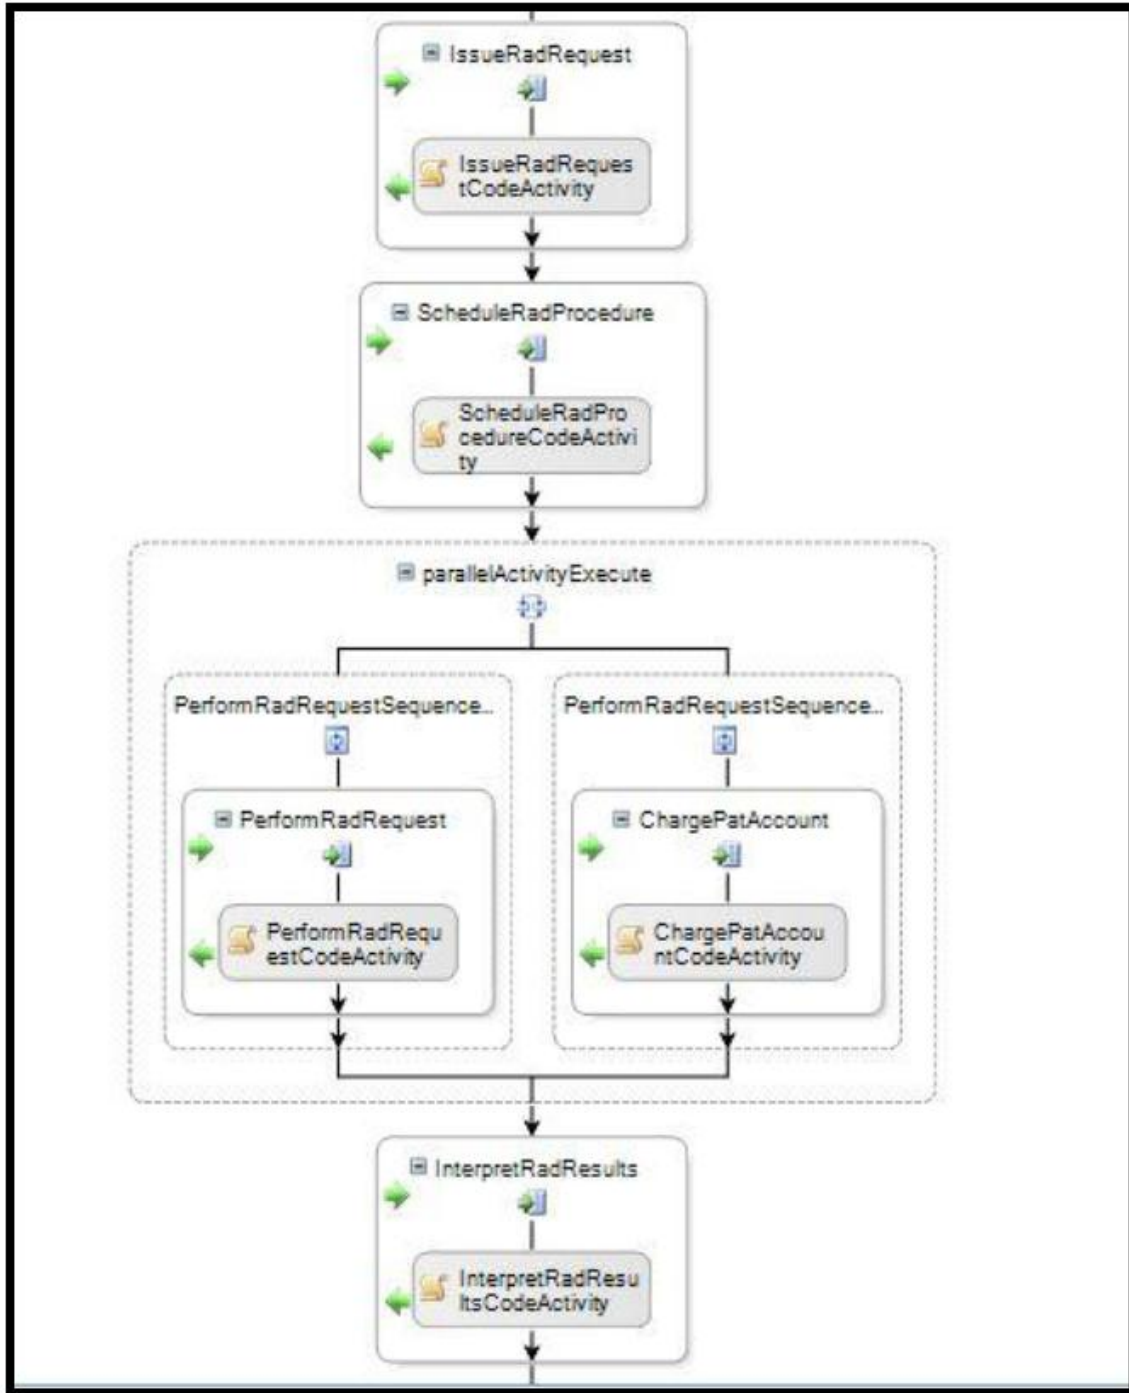 IssueRadRequest
IssueRadReques
tCodeActivity
ScheduleRadProcedure
ScheduleRadPro
cedureCodeActivi
ty
parallelActivityExecute
PerformRadRequestSequence...
PerformRadRequest
PerformRadRequ
estCodeActivity
PerformRadRequestSequence...
ChargePatAccount
ChargePatAccou
ntCodeActivity
InterpretRadResults
InterpretRadResu
ltsCodeActivity